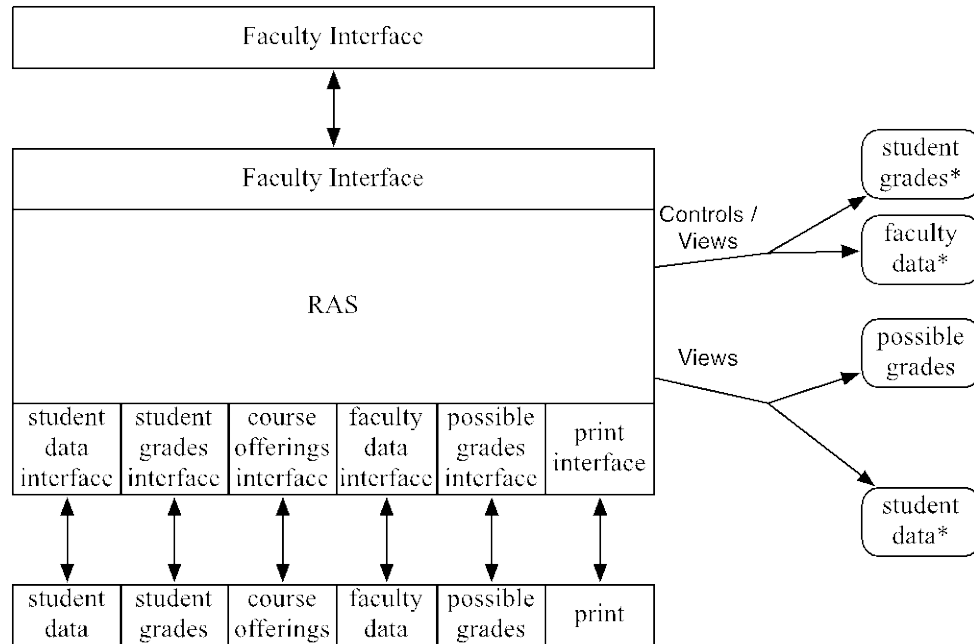 Faculty Interface
Faculty Interface
student
grades*
Controls /
Views
faculty
data*
RAS
Views
possible
grades
student
data
interface
student
grades
interface
course
offerings
interface
faculty
data
interface
possible
grades
interface
print
interface
student
data*
student
data
student
grades
course
offerings
faculty
data
possible
grades
print